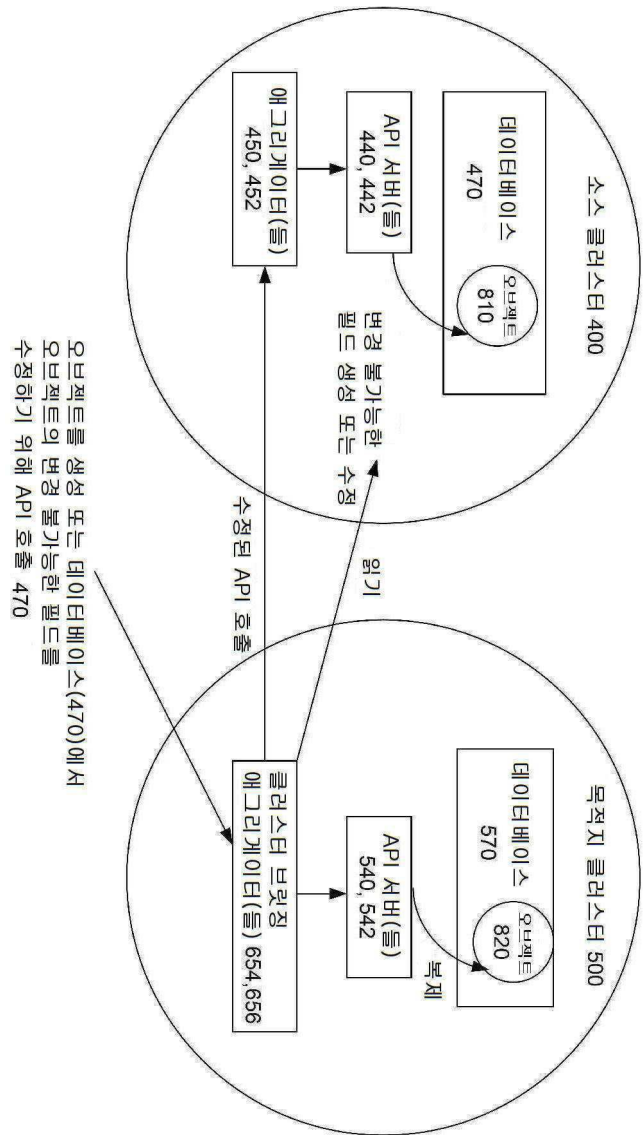 소스 클러스터 400
데이터베이스
470
오브젝트
810
API 서버(들)
440, 442
애그리게이터(들)
450, 452
변경 불가능한
필드 생성 또는 수정
읽기
수정된 API 호출
목적지 클러스터 500
데이터베이스
570
오브젝트
820
복제
API 서버(들)
540, 542
클러스터 브릿징
애그리게이터(들) 654,656
오브젝트를 생성 또는 데이터베이스(470)에서
오브젝트의 변경 불가능한 필드를
수정하기 위해 API 호출 470